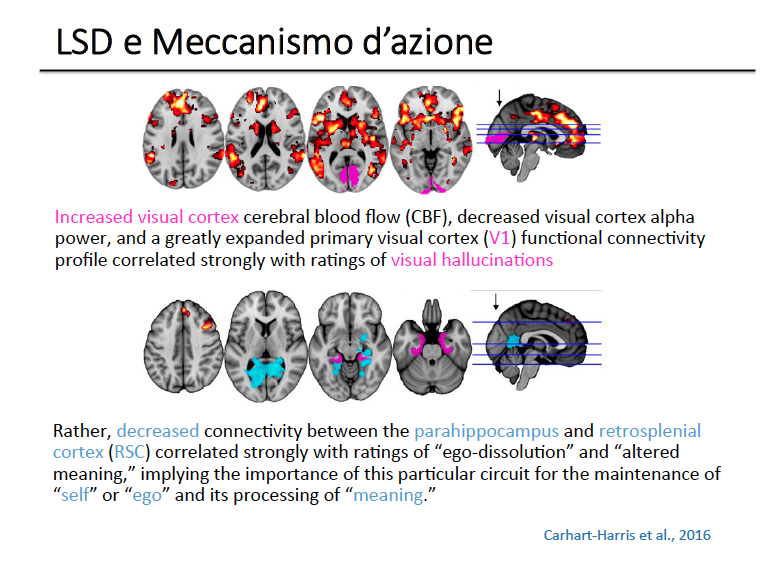 LSD e Meccanismo d’azione
Increased visual cortex cerebral blood flow (CBF), decreased visual cortex alpha
power, and a greatly expanded primary visual cortex (V1) functional connectivity
profile correlated strongly with ratings of visual hallucinations
Rather, decreased connectivity between the parahippocampus and retrosplenial
cortex (RSC) correlated strongly with ratings of “ego-dissolution” and “altered
meaning,” implying the importance of this particular circuit for the maintenance of
“self” or “ego” and its processing of “meaning.”
Carhart-Harris et al., 2016